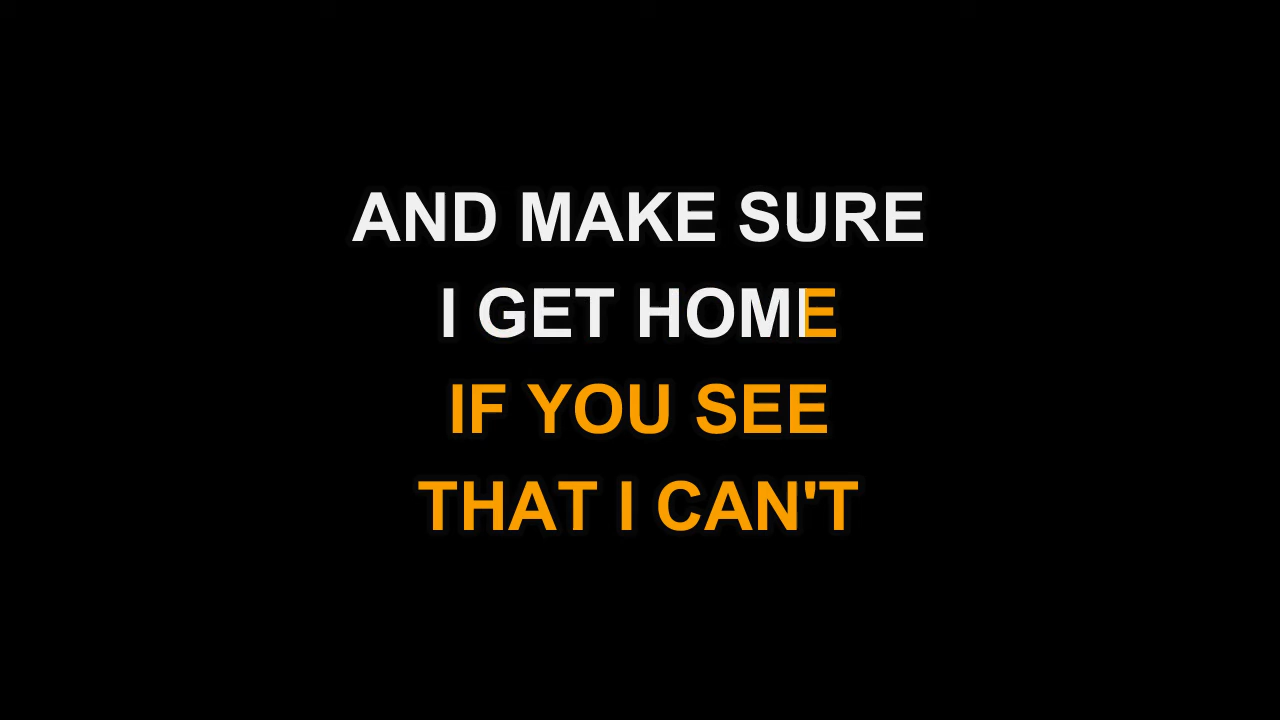 AND MAKE SURE
I GET HOME
IF YOU SEE
THAT I CAN'T